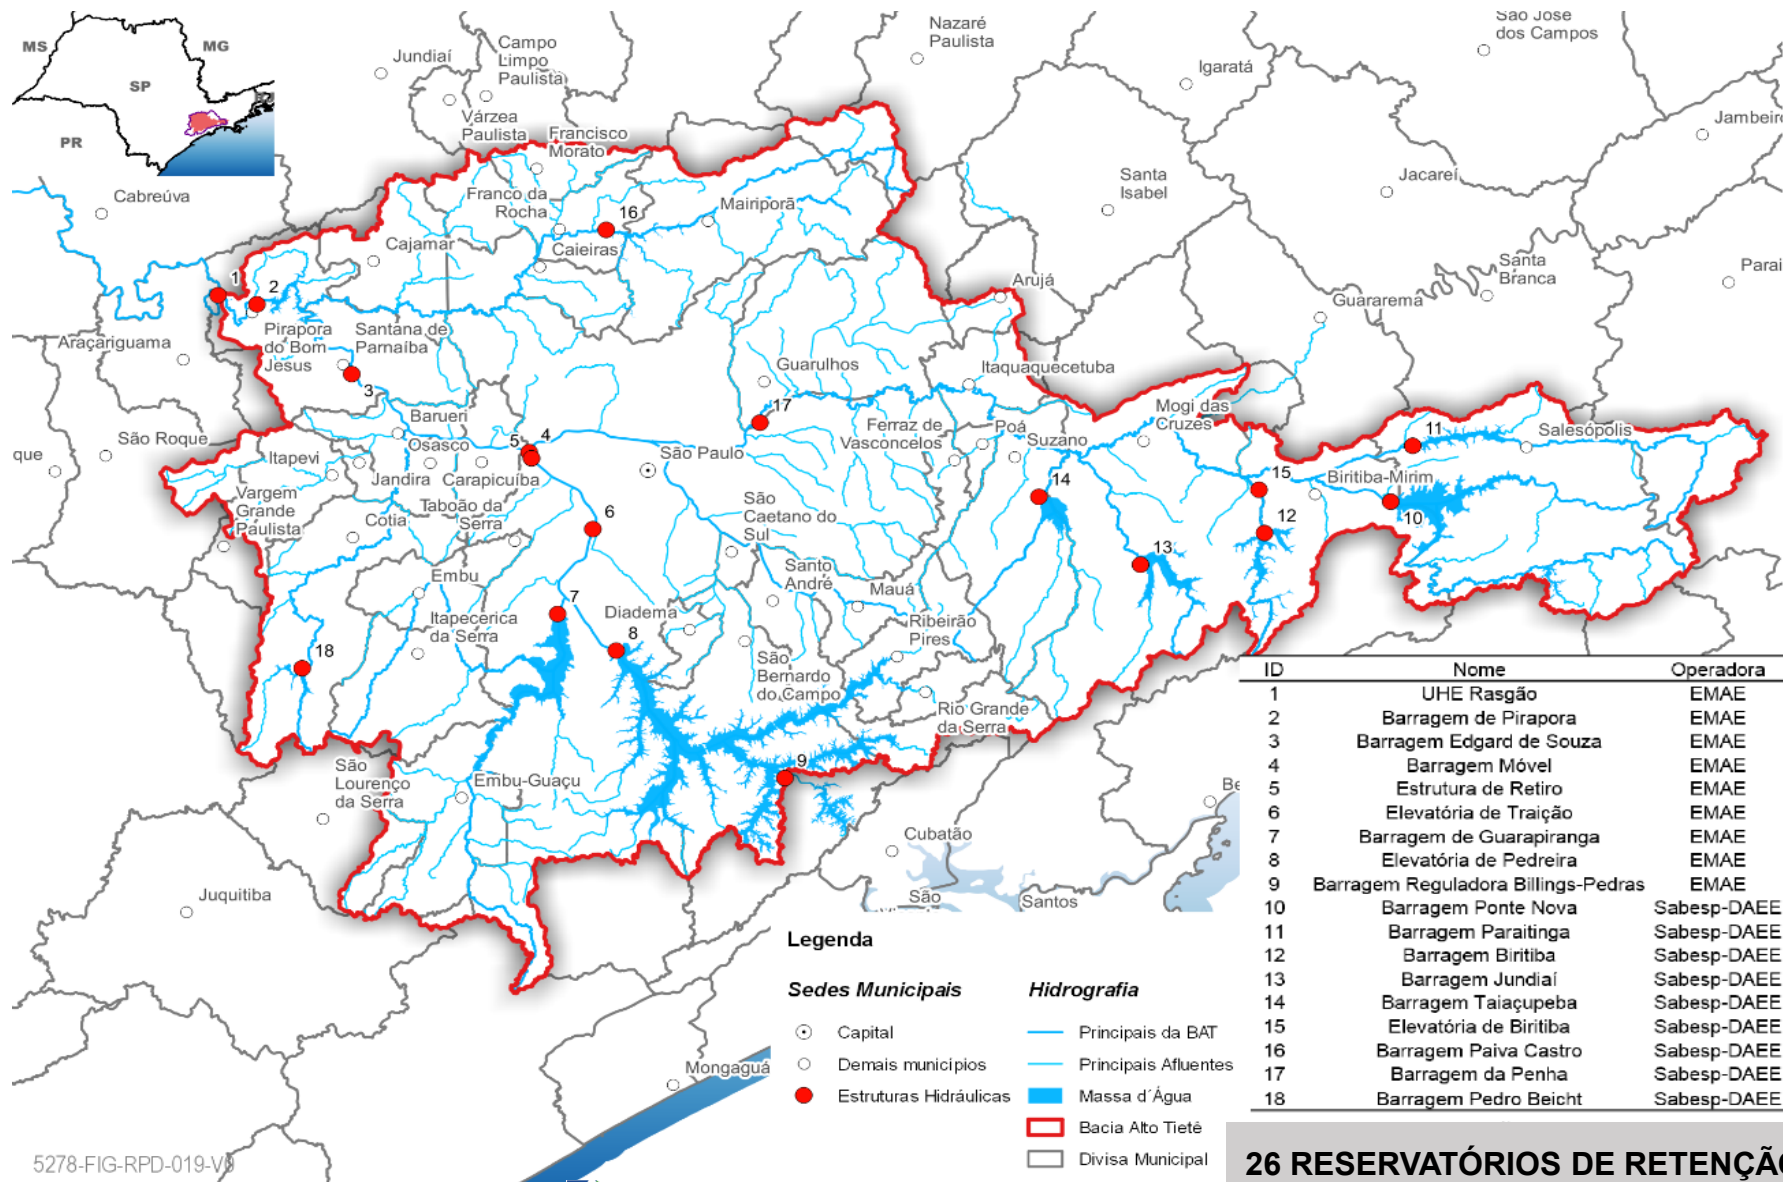 MS
MG
SP
PR
Jundiaí
Campo
Limpo
Paulista
Nazaré
Paulista
São José
dos Campos
Igaratá
Várzea
Paulista
Francisco
Morato
Jambeiro
Cabreúva
Franco da
Rocha
16
Mairiporã
Santa
Isabel
Jacareí
Cajamar
Caieiras
Santa
Branca
Parai
Arujá
1
2
Guararema
Pirapora
do Bom
Jesus
Santana de
Parnaíba
Araçariguama
Guarulhos
Itaquaquecetuba
3
17
Barueri
Ferraz de
Vasconcelos
Poá
Suzano
Mogi das
Cruzes
São Roque
que
Itapevi
Osasco
5
4
São Paulo
11
Salesópolis
Jandira
Carapicuíba
15
Biritiba-Mirim
14
Vargem
Grande
Paulista
Cotia
Taboão da
Serra
6
São
Caetano do
Sul
12
10
13
Santo
André
Embu
Mauá
Itapecerica
da Serra
7
Diadema
Ribeirão
Pires
8
18
São
Bernardo
do Campo
Rio Grande
da Serra
9
São
Lourenço
da Serra
Embu-Guaçu
Be
Cubatão
Juquitiba
São
Santos
Mongaguá
ID Nome Operadora
1 UHE Rasgão EMAE
2 Barragem de Pirapora EMAE
3 Barragem Edgard de Souza EMAE
4 Barragem Móvel EMAE
5 Estrutura de Retiro EMAE
6 Elevatória de Traição EMAE
7 Barragem de Guarapiranga EMAE
8 Elevatória de Pedreira EMAE
9 Barragem Reguladora Billings-Pedras EMAE
10 Barragem Ponte Nova Sabesp-DAEE
11 Barragem Paraitinga Sabesp-DAEE
12 Barragem Biritiba Sabesp-DAEE
13 Barragem Jundiaí Sabesp-DAEE
14 Barragem Taiaçupeba Sabesp-DAEE
15 Elevatória de Biritiba Sabesp-DAEE
16 Barragem Paiva Castro Sabesp-DAEE
17 Barragem da Penha Sabesp-DAEE
18 Barragem Pedro Beicht Sabesp-DAEE
Legenda
Sedes Municipais
Capital
Demais municípios
Estruturas Hidráulicas
Hidrografia
Principais da BAT
Principais Afluentes
Massa d´Água
Bacia Alto Tietê
Divisa Municipal
5278-FIG-RPD-019-V0
26 RESERVATÓRIOS DE RETENÇÃO